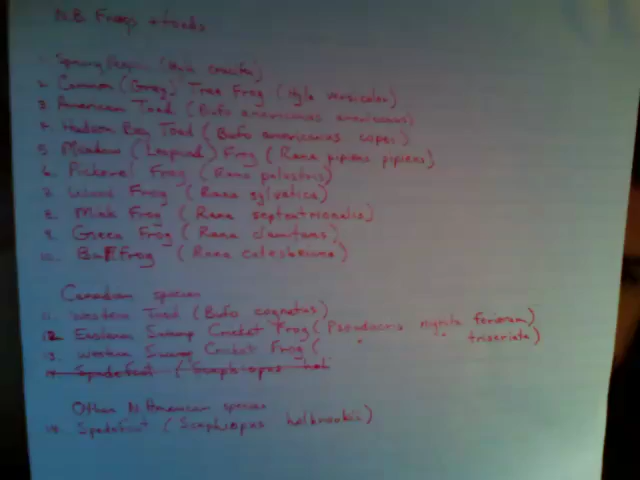 N.B. Frogs + toads
1. Spring Peeper (Hyla crucifer)
2. Common (Gray) Tree Frog (Hyla versicolor)
3. American Toad (Bufo americanus americanus)
4. Hudson Bay Toad (Bufo americanus copei)
5. Meadow (Leopard) Frog (Rana pipiens pipiens)
6. Pickerel Frog (Rana palustris)
7. Wood Frog (Rana sylvatica)
8. Mink Frog (Rana septentrionalis)
9. Green Frog (Rana clamitans)
10. Bullfrog (Rana catesbeiana)
Canadian species
11. Western Toad (Bufo cognatus)
12. Eastern Swamp Cricket Frog (Pseudacris nigrita feriarum)
13. Western Swamp Cricket Frog ( " " triseriata)
14. Spadefoot (Scaphiopus hol
Other N. American species
14. Spadefoot (Scaphiopus holbrookii)